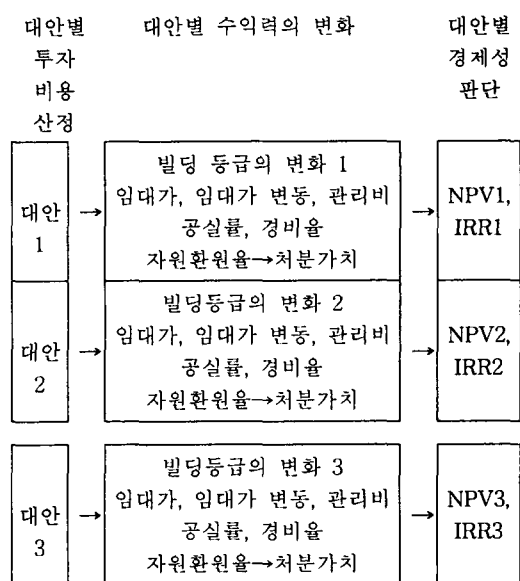 대안별 대안별 수익력의 변화 대안별
투자 경제성
비용 판단
산정
빌딩 등급의 변화 1
임대가, 임대가 변동, 관리비
공실률, 경비율
자원환원율→처분가치
대안
1
→
→
NPV1,
IRR1
빌딩등급의 변화 2
임대가, 임대가 변동, 관리비
공실률, 경비율
자원환원율→처분가치
대안
2
→
→
NPV2,
IRR2
빌딩등급의 변화 3
임대가, 임대가 변동, 관리비
공실률, 경비율
자원환원율→처분가치
대안
3
→
→
NPV3,
IRR3